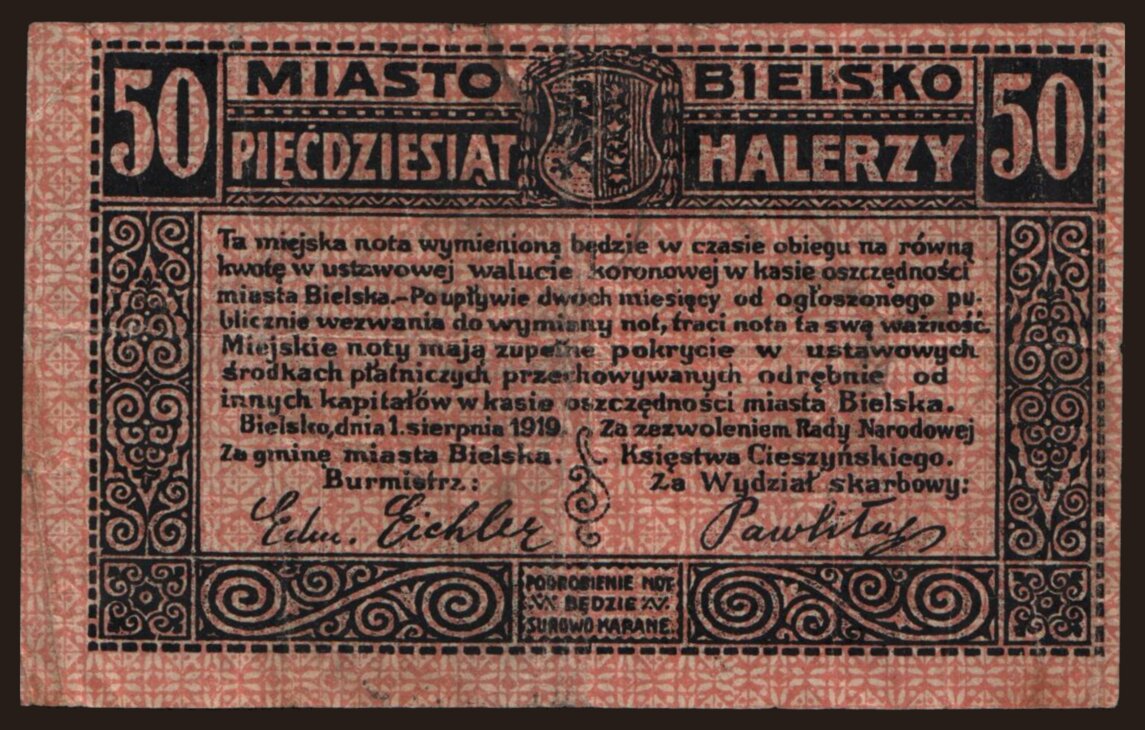 50 MIASTO BIELSKO 50
PIEĆDZIESIĄT HALERZY
Ta miejska nota wymienioną będzie w czasie obiegu na równą
kwotę w ustawowej walucie koronowej w kasie oszczędności
miasta Bielska.-Po upływie dwoch miesięcy od ogłoszonego pu-
blicznie wezwania do wymiany not, traci nota ta swą ważność.
Miejskie noty mają zupełne pokrycie w ustawowych
środkach płatniczych przechowywanych odrębnie od
innych kapitałów w kasie oszczędności miasta Bielska.
Bielsko, dnia 1. sierpnia 1919. Za zezwoleniem Rady Narodowej
Za gminę miasta Bielska. Księstwa Cieszyńskiego.
Burmistrz: Za Wydział skarbowy:
Edm. Eichler
PODROBIENIE NOT
BĘDZIE
SUROWO KARANE.